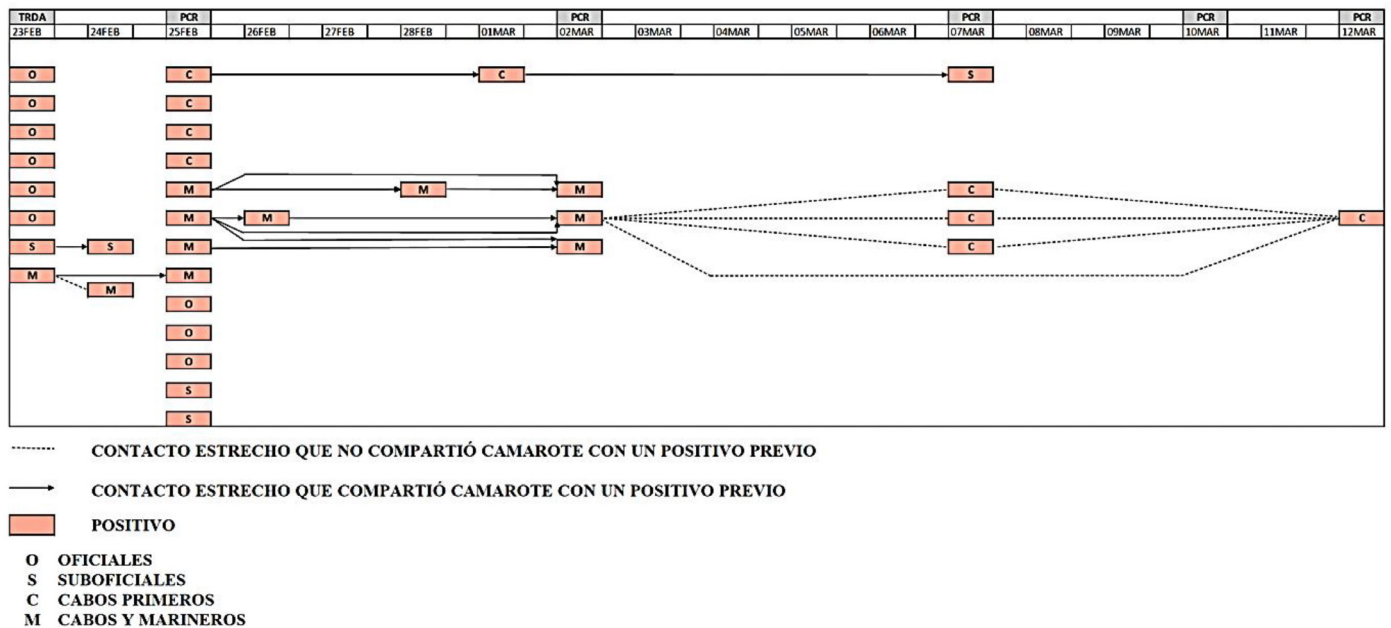 TRDA PCR PCR PCR PCR PCR
23FEB 24FEB 25FEB 26FEB 27FEB 28FEB 01MAR 02MAR 03MAR 04MAR 05MAR 06MAR 07MAR 08MAR 09MAR 10MAR 11MAR 12MAR
O C C S
O C
O C
O C
O M M M C
O M M M C C
S S M M C
M M
M
O
O
O
S
S
CONTACTO ESTRECHO QUE NO COMPARTIÓ CAMAROTE CON UN POSITIVO PREVIO
CONTACTO ESTRECHO QUE COMPARTIÓ CAMAROTE CON UN POSITIVO PREVIO
POSITIVO
O OFICIALES
S SUBOFICIALES
C CABOS PRIMEROS
M CABOS Y MARINEROS